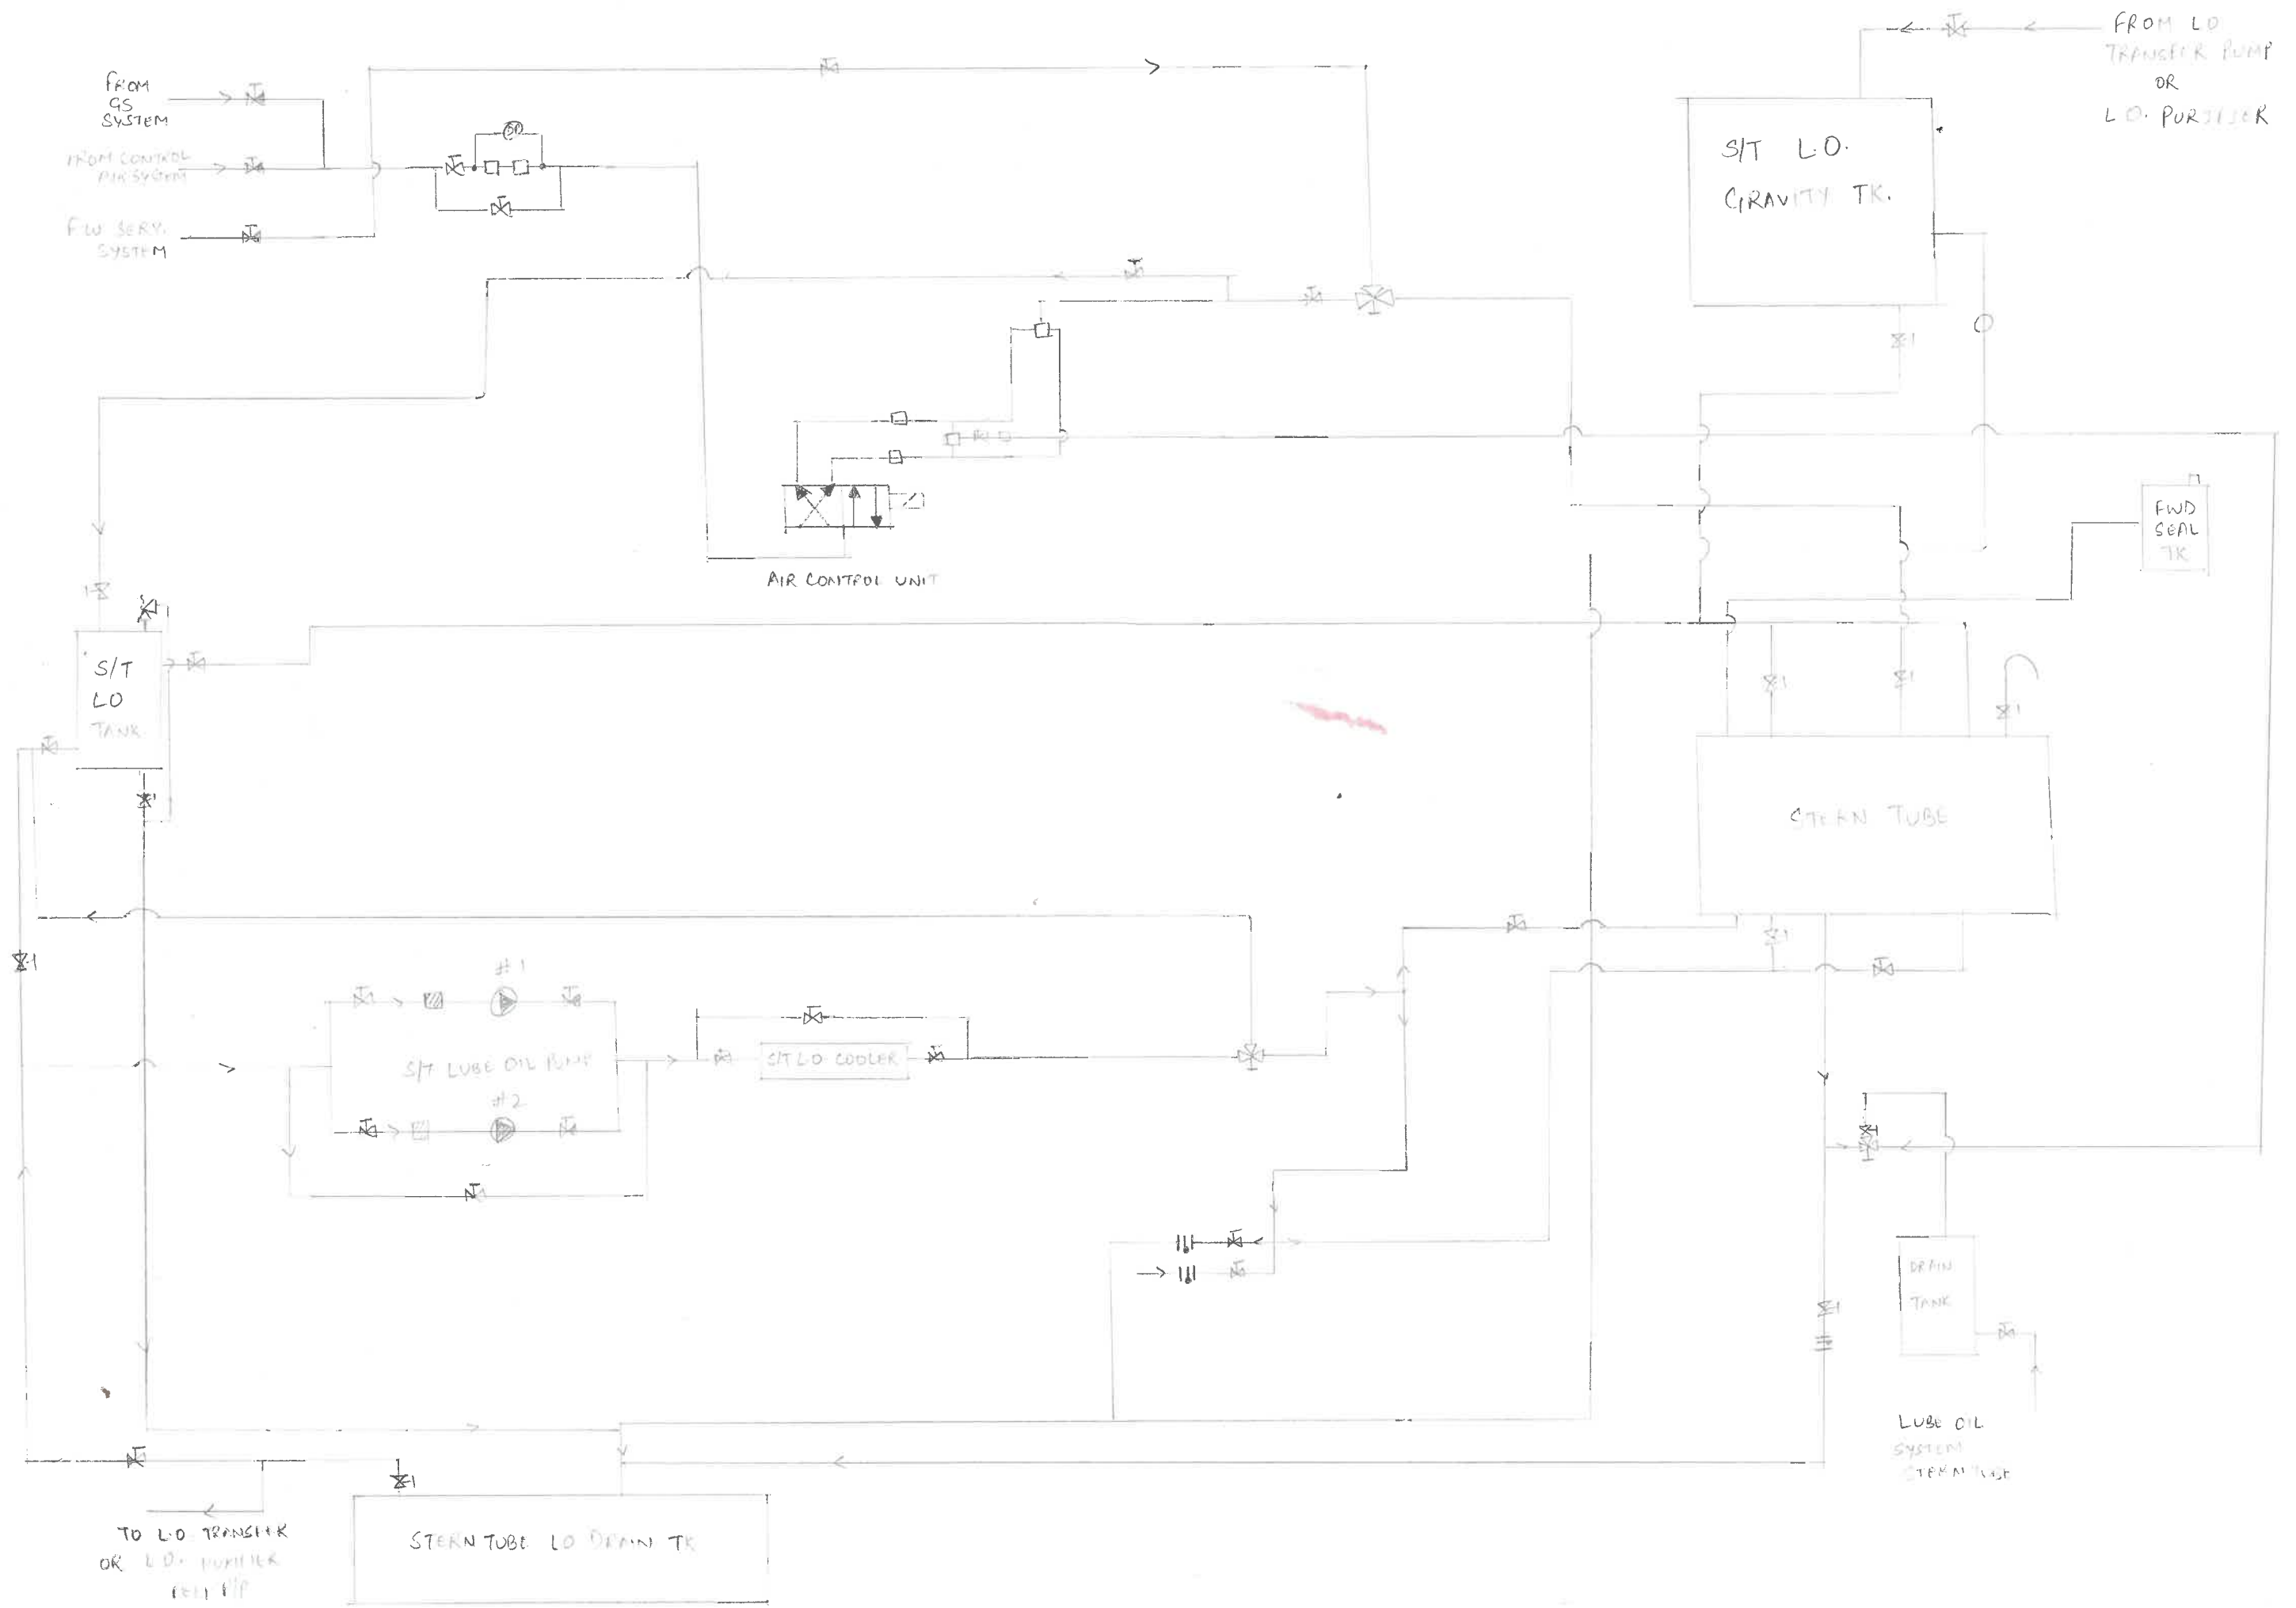 FROM
GS
SYSTEM
FROM CONTROL
AIR SYSTEM
F.W SERV.
SYSTEM
DP
FROM LO
TRANSFER PUMP
OR
L.O. PURIFIER
S/T L.O.
GRAVITY TK.
FWD
SEAL
TK
AIR CONTROL UNIT
S/T
LO
TANK
STERN TUBE
#1
S/T LUBE OIL PUMP
#2
S/T L.O COOLER
DRAIN
TANK
LUBE OIL
SYSTEM
STERN TUBE
TO L.O TRANSFER
OR L.O. PURIFIER
P/P
STERN TUBE LO DRAIN TK